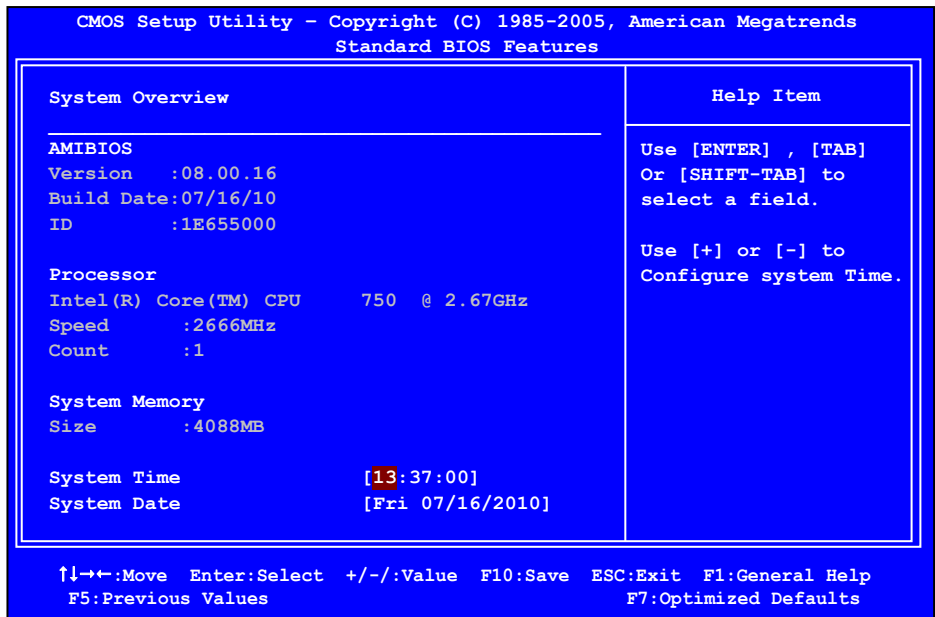 CMOS Setup Utility – Copyright (C) 1985-2005, American Megatrends
Standard BIOS Features
System Overview
AMIBIOS
Version :08.00.16
Build Date:07/16/10
ID :1E655000
Processor
Intel(R) Core(TM) CPU 750 @ 2.67GHz
Speed :2666MHz
Count :1
System Memory
Size :4088MB
System Time [13:37:00]
System Date [Fri 07/16/2010]
Help Item
Use [ENTER] , [TAB]
Or [SHIFT-TAB] to
select a field.
Use [+] or [-] to
Configure system Time.
↑↓→←:Move Enter:Select +/-/:Value F10:Save ESC:Exit F1:General Help
F5:Previous Values F7:Optimized Defaults